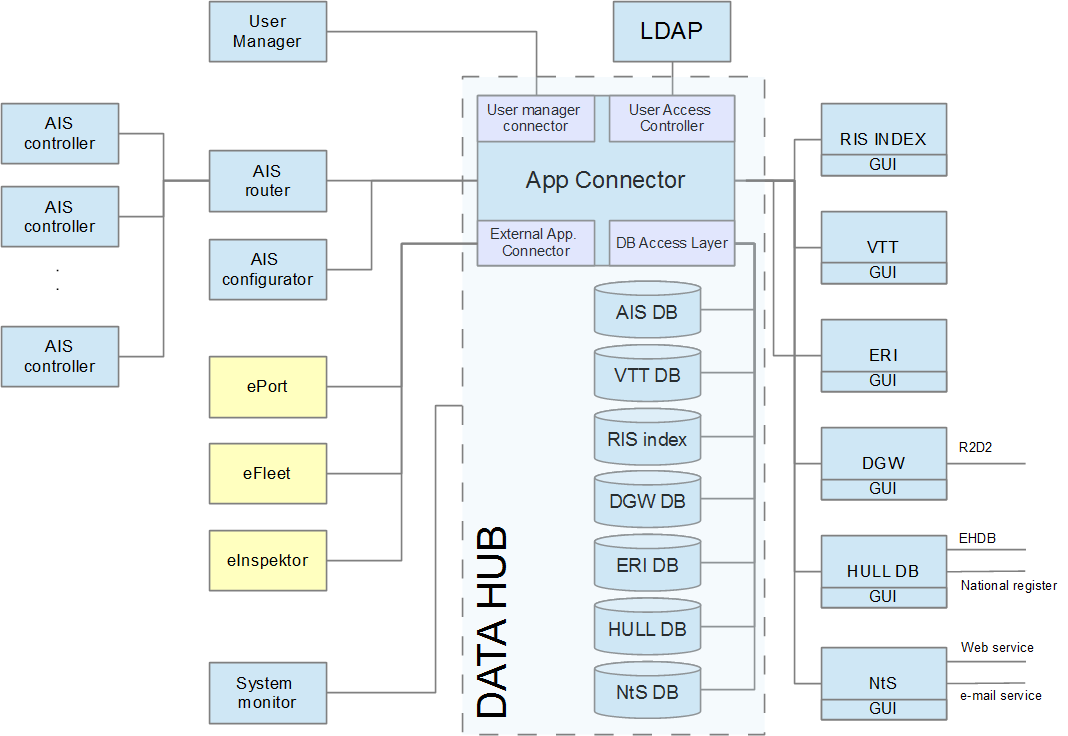 User
Manager
LDAP
User manager
connector
User Access
Controller
AIS
controller
AIS
router
App Connector
RIS INDEX
GUI
AIS
controller
AIS
configurator
External App.
Connector
DB Access Layer
VTT
GUI
.
.
AIS
controller
AIS DB
VTT DB
RIS index
DGW DB
ERI DB
HULL DB
NtS DB
ERI
GUI
ePort
eFleet
eInspektor
DGW
GUI
R2D2
HULL DB
GUI
EHDB
National register
System
monitor
DATA HUB
NtS
GUI
Web service
e-mail service